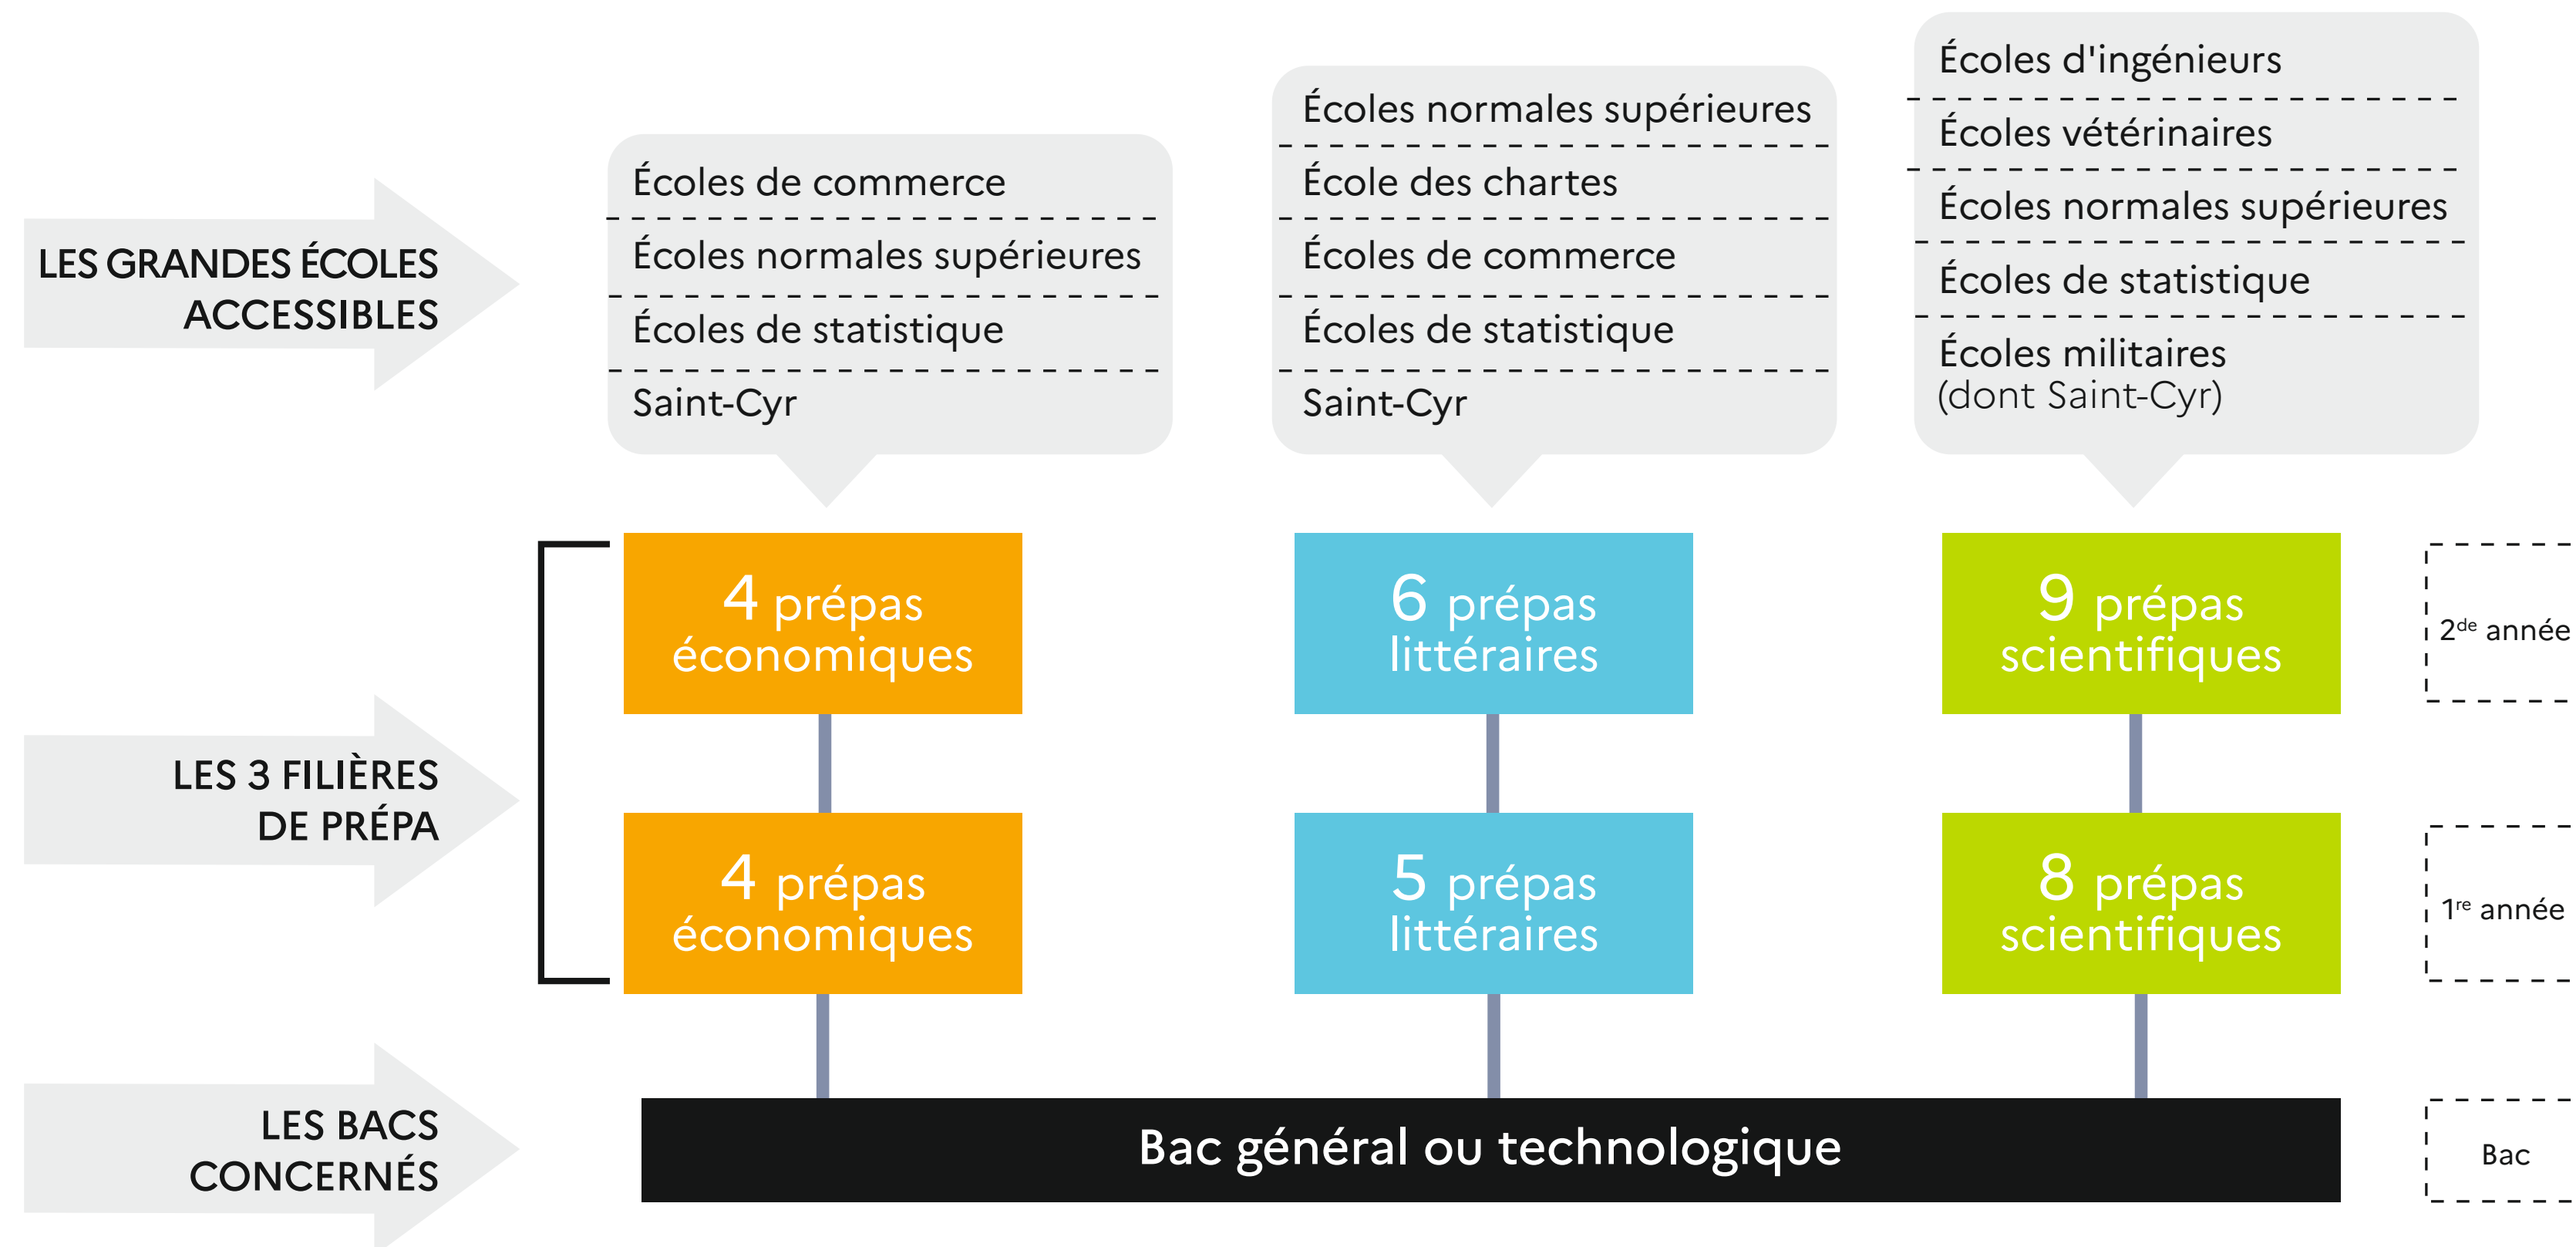 LES GRANDES ÉCOLES
ACCESSIBLES
Écoles de commerce
Écoles normales supérieures
Écoles de statistique
Saint-Cyr
Écoles normales supérieures
École des chartes
Écoles de commerce
Écoles de statistique
Saint-Cyr
Écoles d'ingénieurs
Écoles vétérinaires
Écoles normales supérieures
Écoles de statistique
Écoles militaires
(dont Saint-Cyr)
LES 3 FILIÈRES
DE PRÉPA
4 prépas
économiques
6 prépas
littéraires
9 prépas
scientifiques
2de année
4 prépas
économiques
5 prépas
littéraires
8 prépas
scientifiques
1re année
LES BACS
CONCERNÉS
Bac général ou technologique
Bac